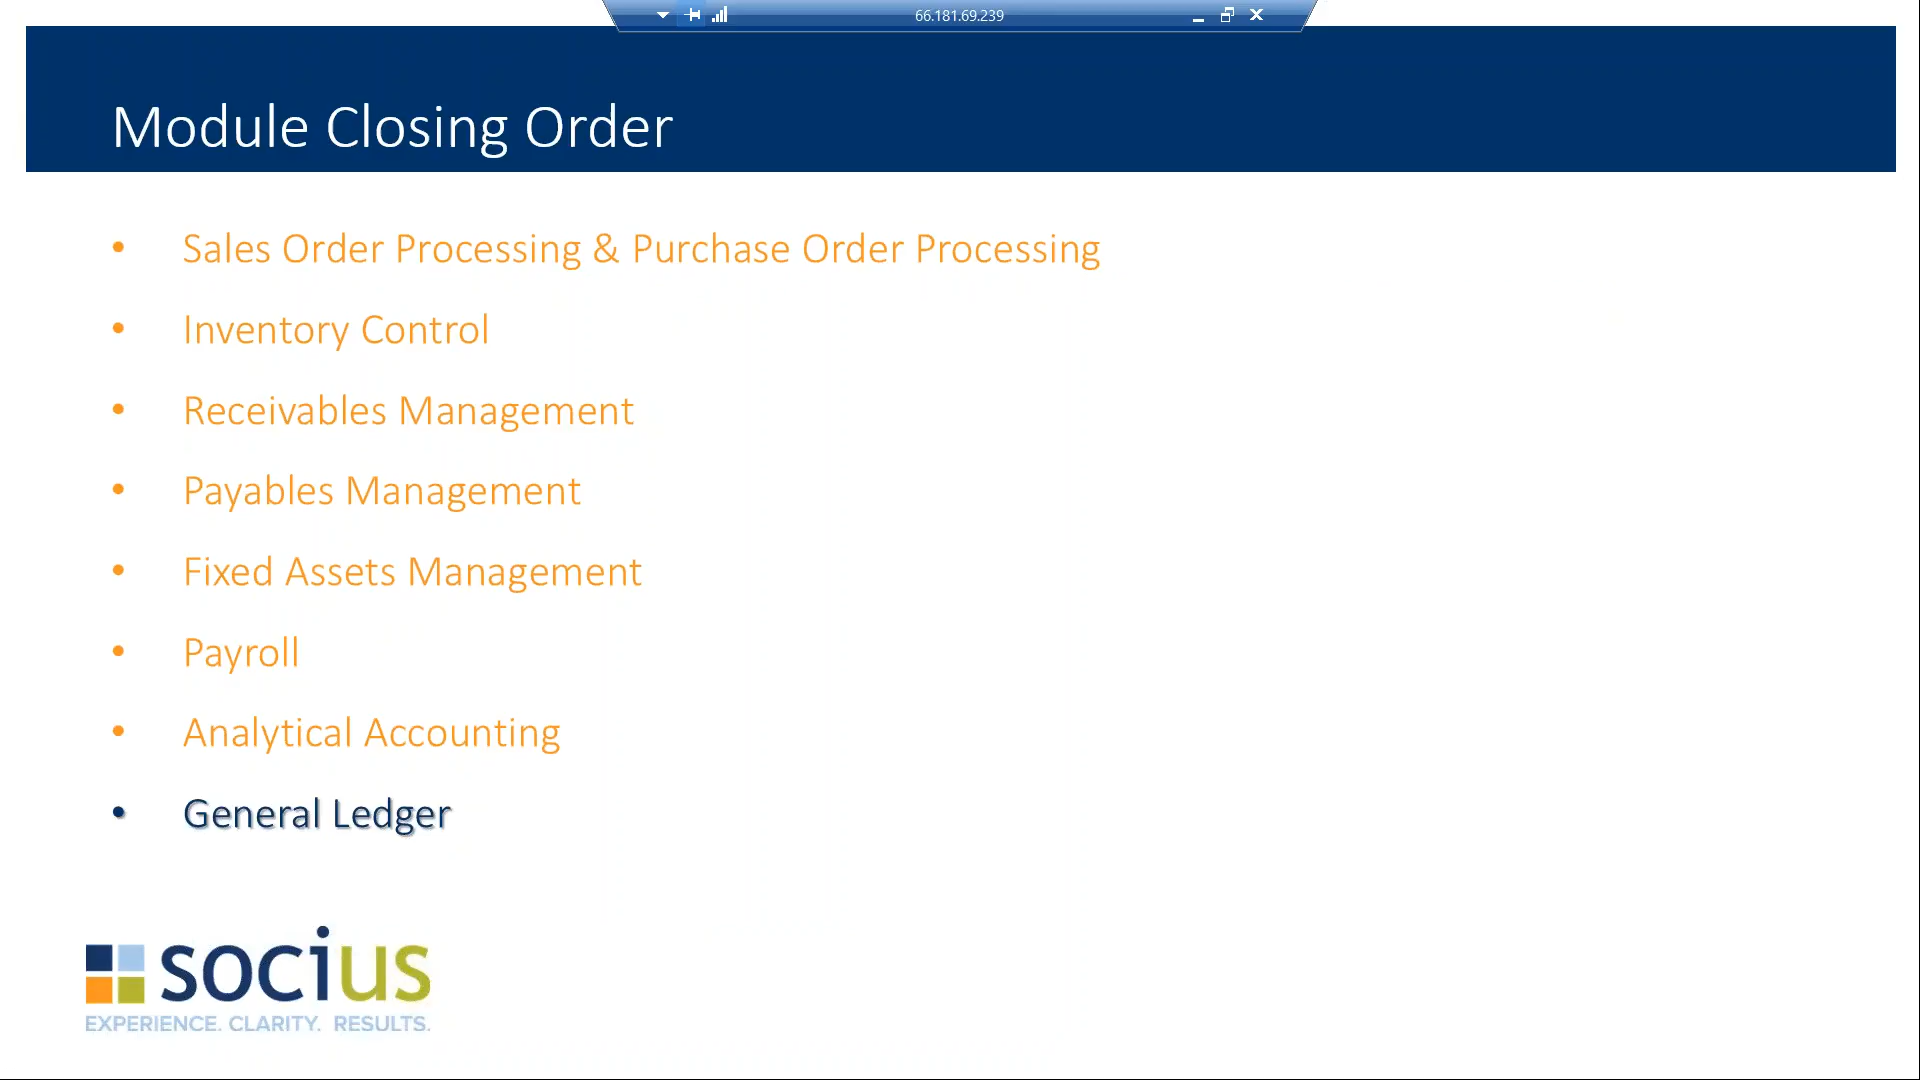 66.181.69.239
Module Closing Order
• Sales Order Processing & Purchase Order Processing
• Inventory Control
• Receivables Management
• Payables Management
• Fixed Assets Management
• Payroll
• Analytical Accounting
• General Ledger
socius
EXPERIENCE. CLARITY. RESULTS.